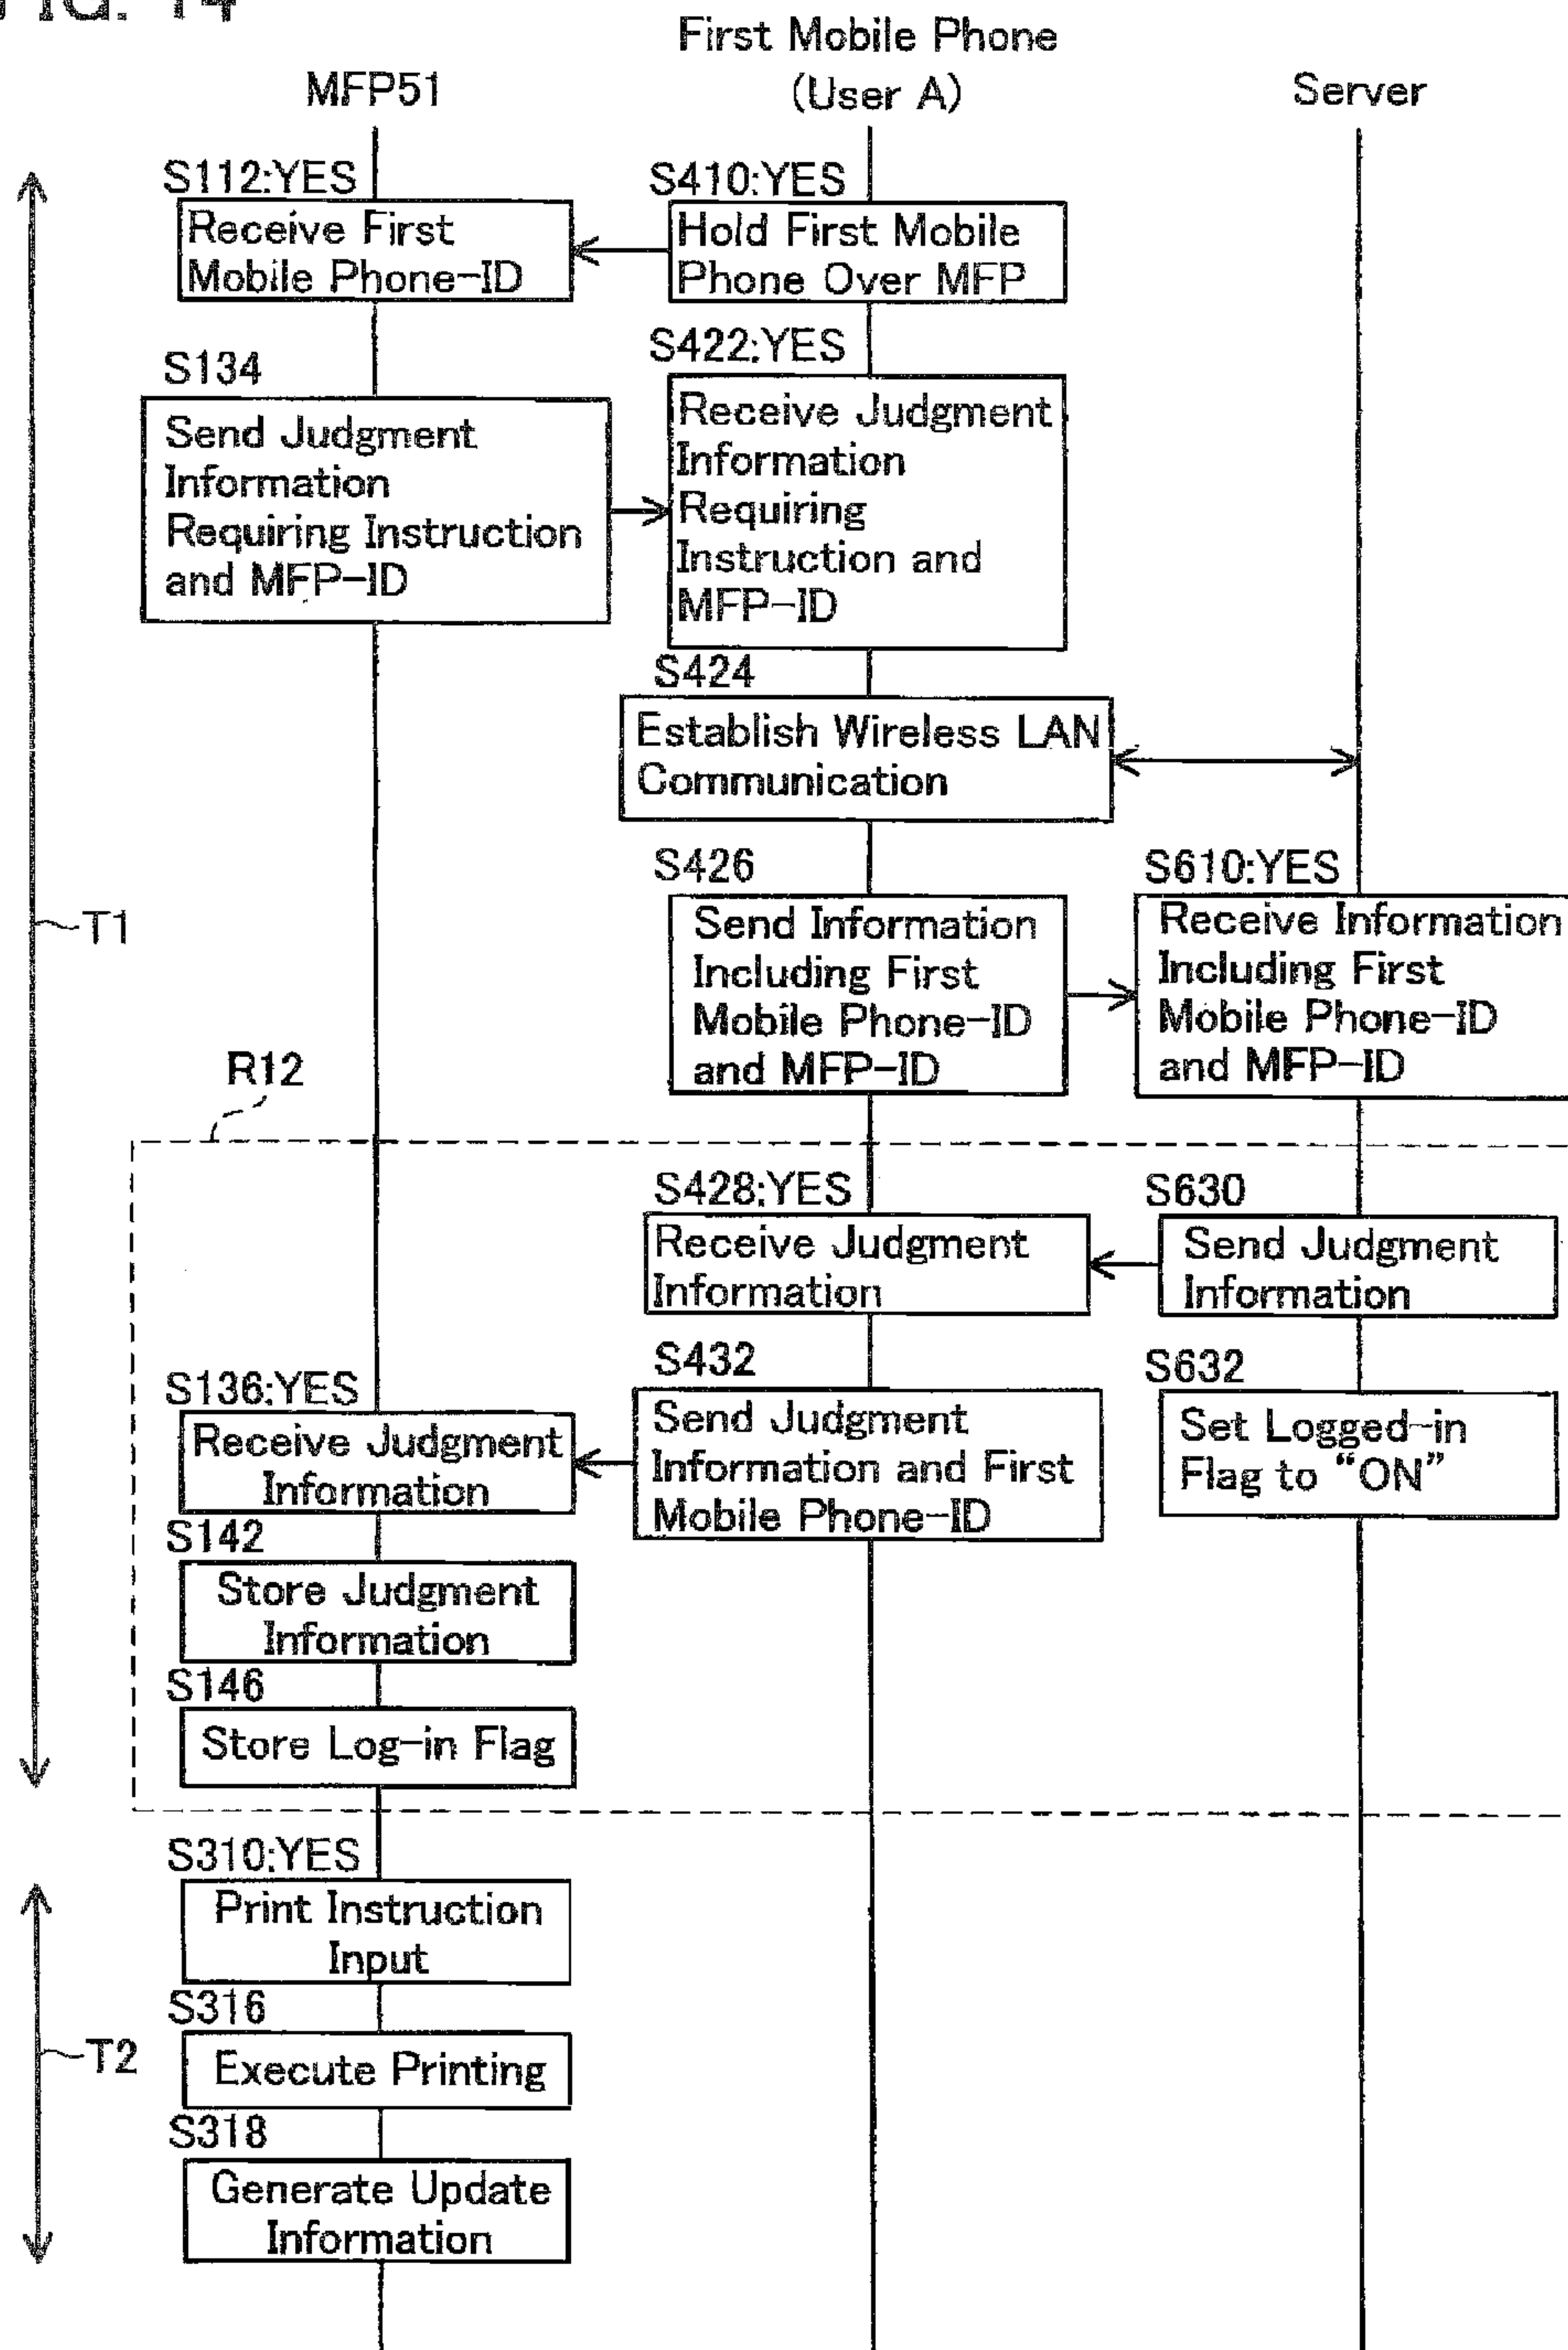 FIG. 14
First Mobile Phone
(User A)
MFP51
Server
S112:YES
Receive First
Mobile Phone-ID
S410:YES
Hold First Mobile
Phone Over MFP
S134
Send Judgment
Information
Requiring Instruction
and MFP-ID
S422:YES
Receive Judgment
Information
Requiring
Instruction and
MFP-ID
S424
Establish Wireless LAN
Communication
T1
S426
Send Information
Including First
Mobile Phone-ID
and MFP-ID
S610:YES
Receive Information
Including First
Mobile Phone-ID
and MFP-ID
R12
S428:YES
Receive Judgment
Information
S630
Send Judgment
Information
S136:YES
Receive Judgment
Information
S432
Send Judgment
Information and First
Mobile Phone-ID
S632
Set Logged-in
Flag to “ON”
S142
Store Judgment
Information
S146
Store Log-in Flag
S310:YES
Print Instruction
Input
S316
Execute Printing
T2
S318
Generate Update
Information